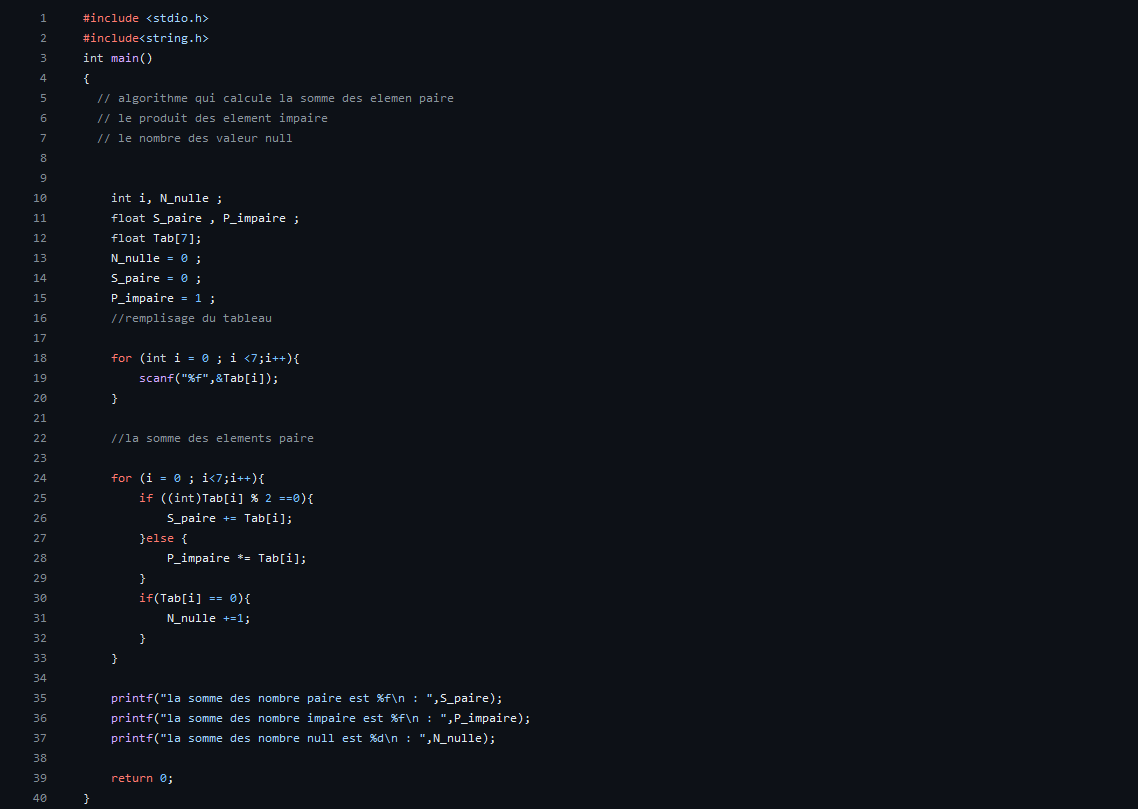 1 #include <stdio.h>
2 #include<string.h>
3 int main()
4 {
5 // algorithme qui calcule la somme des elemen paire
6 // le produit des element impaire
7 // le nombre des valeur null
8
9
10 int i, N_nulle ;
11 float S_paire , P_impaire ;
12 float Tab[7];
13 N_nulle = 0 ;
14 S_paire = 0 ;
15 P_impaire = 1 ;
16 //remplisage du tableau
17
18 for (int i = 0 ; i <7;i++){
19 scanf("%f",&Tab[i]);
20 }
21
22 //la somme des elements paire
23
24 for (i = 0 ; i<7;i++){
25 if ((int)Tab[i] % 2 ==0){
26 S_paire += Tab[i];
27 }else {
28 P_impaire *= Tab[i];
29 }
30 if(Tab[i] == 0){
31 N_nulle +=1;
32 }
33 }
34
35 printf("la somme des nombre paire est %f\n : ",S_paire);
36 printf("la somme des nombre impaire est %f\n : ",P_impaire);
37 printf("la somme des nombre null est %d\n : ",N_nulle);
38
39 return 0;
40 }